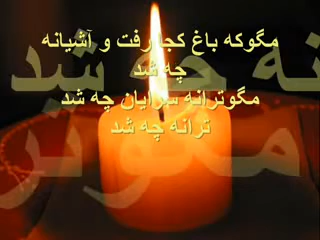 مگوکه باغ کجا رفت و آشیانه
چه شد
مگوترانه سرایان چه شد
ترانه چه شد